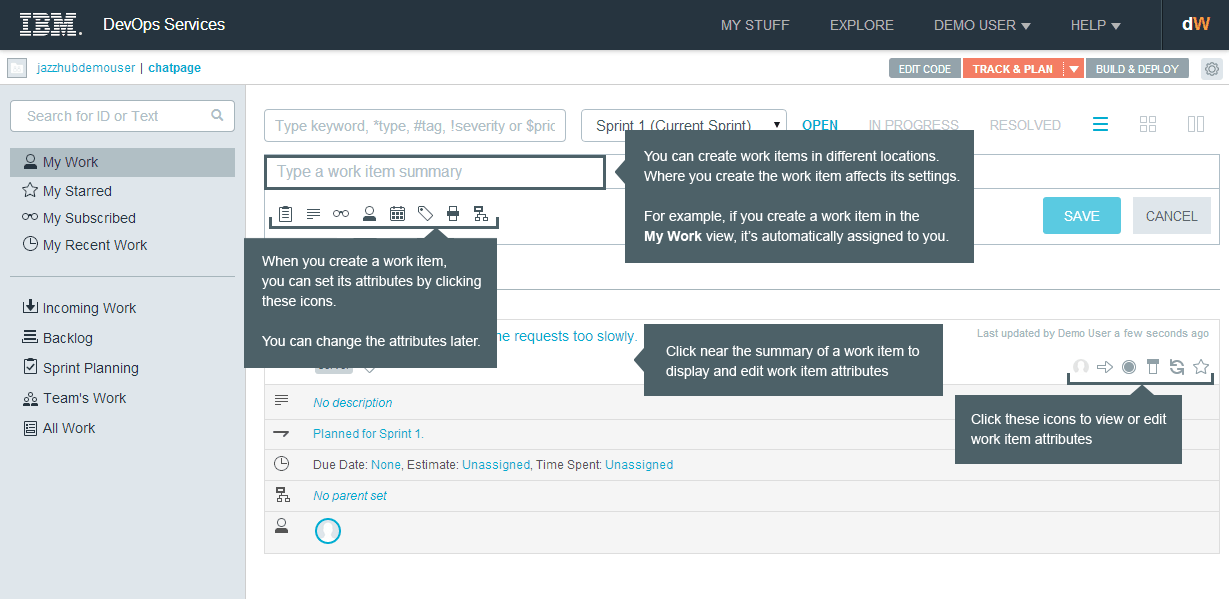 IBM DevOps Services MY STUFF EXPLORE DEMO USER HELP dW
jazzhubdemouser | chatpage EDIT CODE TRACK & PLAN BUILD & DEPLOY
Search for ID or Text
My Work
My Starred
My Subscribed
My Recent Work
Incoming Work
Backlog
Sprint Planning
Team's Work
All Work
Type keyword, *type, #tag, !severity or $pric Sprint 1 (Current Sprint) OPEN IN PROGRESS RESOLVED
Type a work item summary
You can create work items in different locations.
Where you create the work item affects its settings.
For example, if you create a work item in the
My Work view, it's automatically assigned to you.
SAVE CANCEL
When you create a work item,
you can set its attributes by clicking
these icons.
You can change the attributes later.
requests too slowly.
Last updated by Demo User a few seconds ago
Click near the summary of a work item to
display and edit work item attributes
Click these icons to view or edit
work item attributes
No description
Planned for Sprint 1.
Due Date: None, Estimate: Unassigned, Time Spent: Unassigned
No parent set